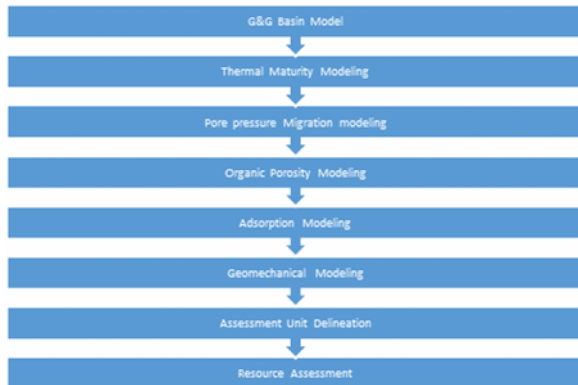 G&G Basin Model
Thermal Maturity Modeling
Pore pressure Migration modeling
Organic Porosity Modeling
Adsorption Modeling
Geomechanical Modeling
Assessment Unit Delineation
Resource Assessment